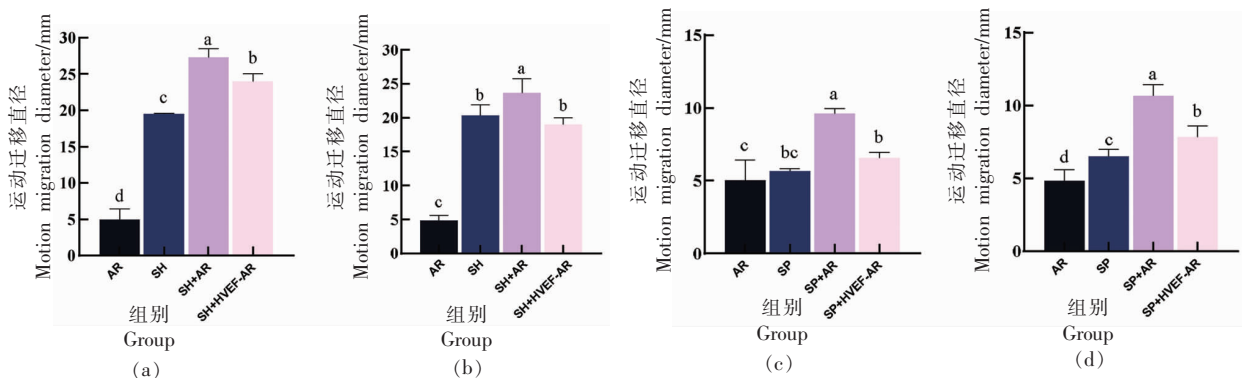 运动迁移直径
Motion migration diameter/mm
30
25
20
15
10
5
0
d
c
a
b
AR
SH
SH+AR
SH+HVEF-AR
组别
Group
(a)
运动迁移直径
Motion migration diameter/mm
30
25
20
15
10
5
0
c
b
a
b
AR
SH
SH+AR
SH+HVEF-AR
组别
Group
(b)
运动迁移直径
Motion migration diameter/mm
15
10
5
0
c
bc
a
b
AR
SP
SP+AR
SP+HVEF-AR
组别
Group
(c)
运动迁移直径
Motion migration diameter/mm
15
10
5
0
d
c
a
b
AR
SP
SP+AR
SP+HVEF-AR
组别
Group
(d)